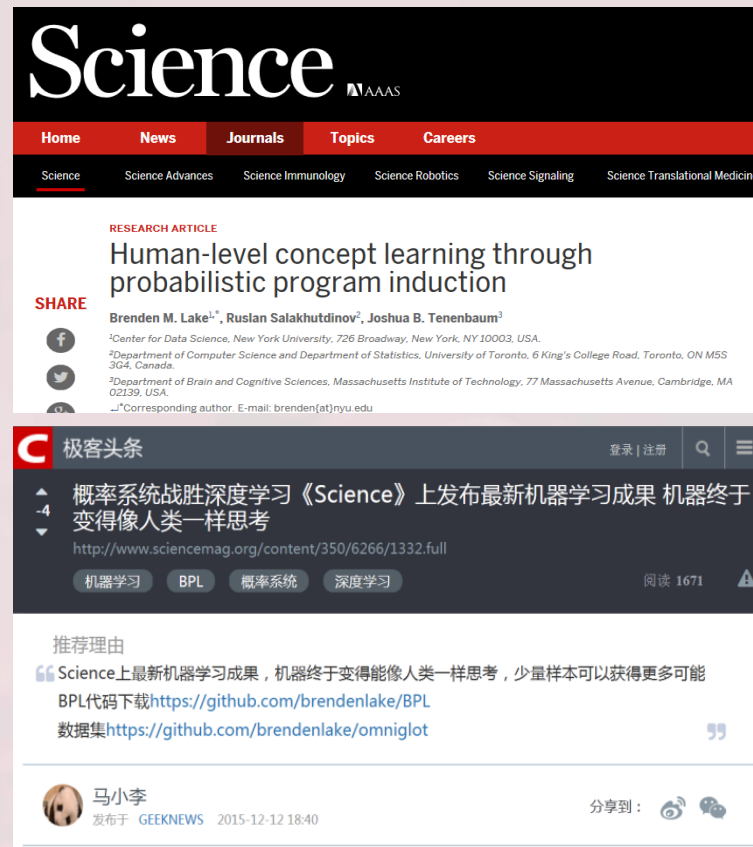 Science AAAS
Home News Journals Topics Careers
Science Science Advances Science Immunology Science Robotics Science Signaling Science Translational Medicin
RESEARCH ARTICLE
Human-level concept learning through
probabilistic program induction
SHARE
Brenden M. Lake1,*, Ruslan Salakhutdinov2, Joshua B. Tenenbaum3
1Center for Data Science, New York University, 726 Broadway, New York, NY 10003, USA.
2Department of Computer Science and Department of Statistics, University of Toronto, 6 King's College Road, Toronto, ON M5S
3G4, Canada.
3Department of Brain and Cognitive Sciences, Massachusetts Institute of Technology, 77 Massachusetts Avenue, Cambridge, MA
02139, USA.
↵*Corresponding author. E-mail: brenden{at}nyu.edu
C 极客头条 登录 | 注册
-4
概率系统战胜深度学习《Science》上发布最新机器学习成果 机器终于
变得像人类一样思考
http://www.sciencemag.org/content/350/6266/1332.full
机器学习 BPL 概率系统 深度学习 阅读 1671
推荐理由
Science上最新机器学习成果，机器终于变得能像人类一样思考，少量样本可以获得更多可能
BPL代码下载https://github.com/brendenlake/BPL
数据集https://github.com/brendenlake/omniglot
马小李
发布于 GEEKNEWS 2015-12-12 18:40
分享到：